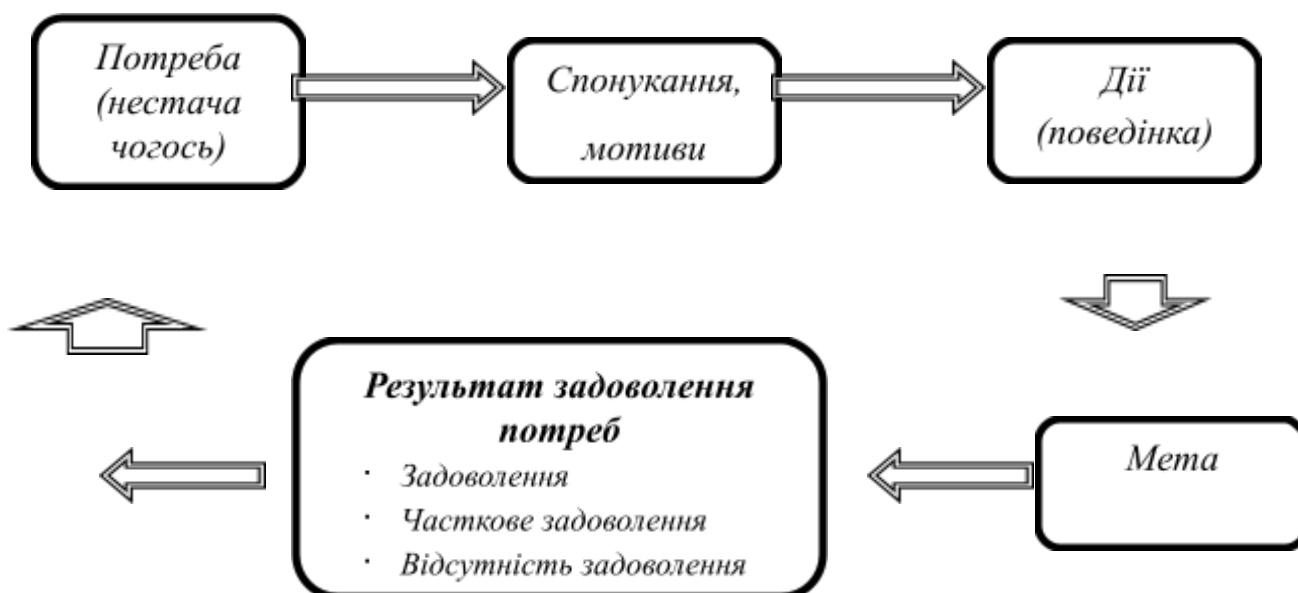 Потреба
(нестача
чогось)
Спонукання,
мотиви
Дії
(поведінка)
Результат задоволення
потреб
· Задоволення
· Часткове задоволення
· Відсутність задоволення
Мета